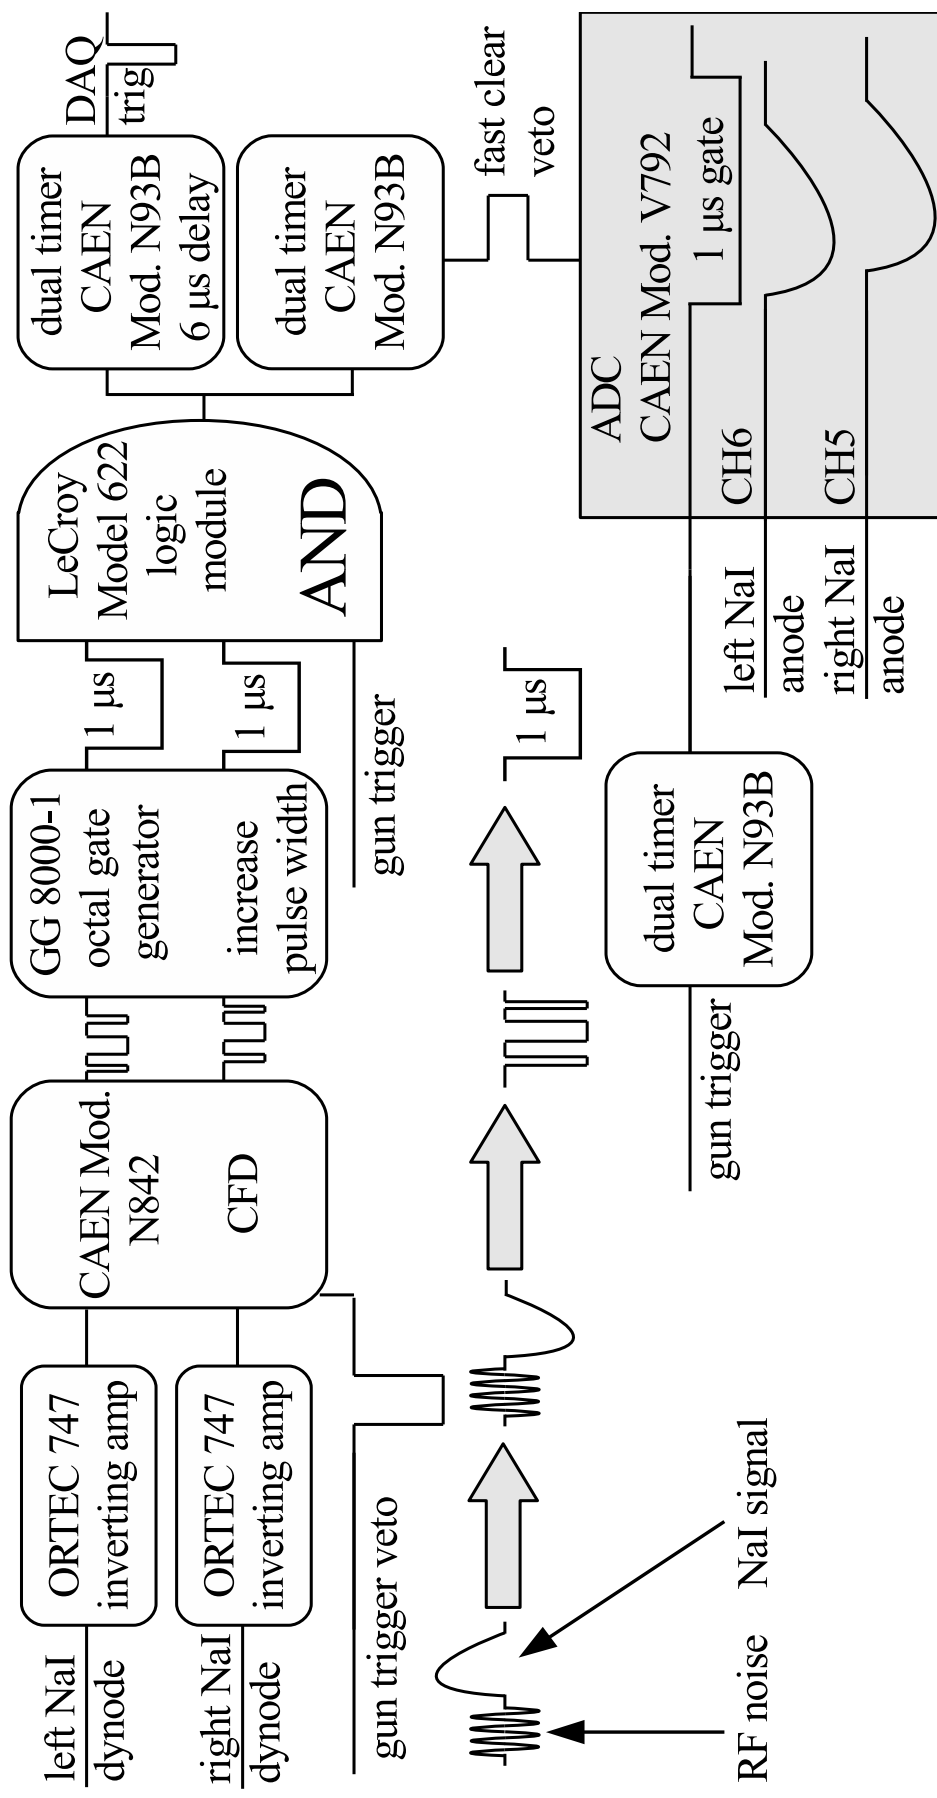 left NaI
dynode
ORTEC 747
inverting amp
right NaI
dynode
ORTEC 747
inverting amp
gun trigger veto
CAEN Mod.
N842
CFD
GG 8000-1
octal gate
generator
increase
pulse width
1 μs
1 μs
gun trigger
LeCroy
Model 622
logic
module
AND
dual timer
CAEN
Mod. N93B
6 μs delay
DAQ
trig
dual timer
CAEN
Mod. N93B
fast clear
veto
RF noise
NaI signal
1 μs
gun trigger
dual timer
CAEN
Mod. N93B
left NaI
anode
right NaI
anode
ADC
CAEN Mod. V792
1 μs gate
CH6
CH5